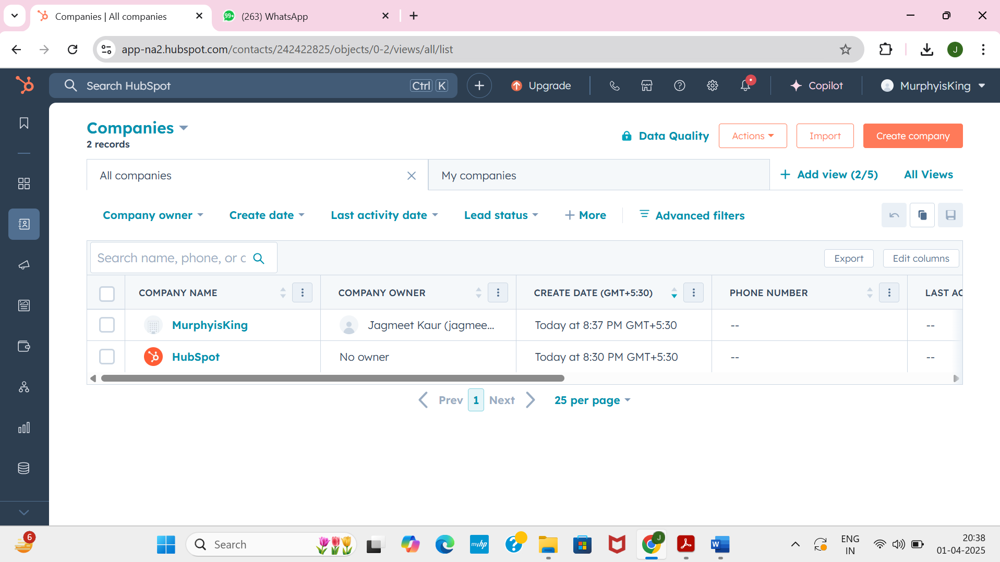 Companies | All companies
99+
(263) WhatsApp
app-na2.hubspot.com/contacts/242422825/objects/0-2/views/all/list
J
Search HubSpot
Ctrl K
Upgrade
Copilot
MurphyisKing
Companies
2 records
Data Quality
Actions
Import
Create company
All companies
My companies
+ Add view (2/5)
All Views
Company owner
Create date
Last activity date
Lead status
+ More
Advanced filters
Search name, phone, or c
Export
Edit columns
COMPANY NAME
COMPANY OWNER
CREATE DATE (GMT+5:30)
PHONE NUMBER
LAST AC
MurphyisKing
Jagmeet Kaur (jagmee...
Today at 8:37 PM GMT+5:30
--
--
HubSpot
No owner
Today at 8:30 PM GMT+5:30
--
--
Prev
1
Next
25 per page
6
Search
myhp
J
W
ENG
IN
20:38
01-04-2025